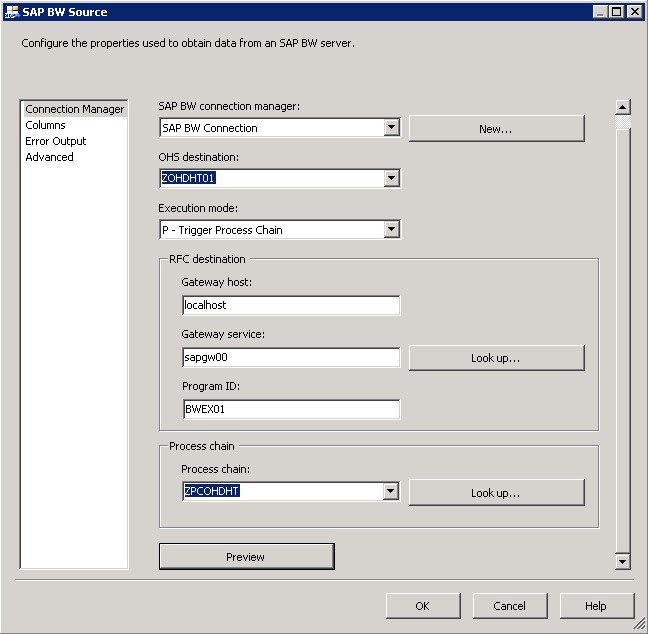 SAP BW Source
Configure the properties used to obtain data from an SAP BW server.
Connection Manager
Columns
Error Output
Advanced
SAP BW connection manager:
SAP BW Connection
New...
OHS destination:
ZOHDHT01
Execution mode:
P - Trigger Process Chain
RFC destination
Gateway host:
localhost
Gateway service:
sapgw00
Look up...
Program ID:
BWEX01
Process chain
Process chain:
ZPCOHDHT
Look up...
Preview
OK
Cancel
Help